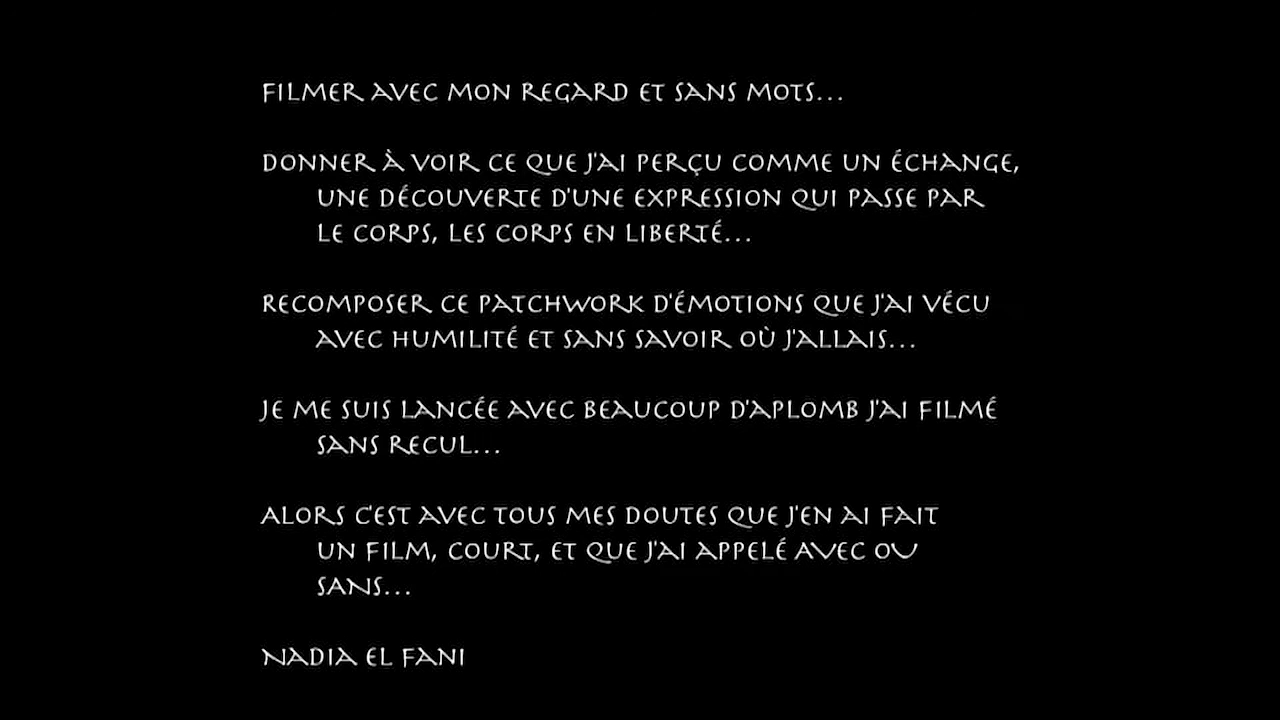 Filmer avec mon regard et sans mots...
Donner à voir ce que j'ai perçu comme un échange,
une découverte d'une expression qui passe par
le corps, les corps en liberté...
Recomposer ce patchwork d'émotions que j'ai vécu
avec humilité et sans savoir où j'allais...
Je me suis lancée avec beaucoup d'aplomb j'ai filmé
sans recul...
Alors c'est avec tous mes doutes que j'en ai fait
un film, court, et que j'ai appelé AVEC OU
SANS...
Nadia El Fani